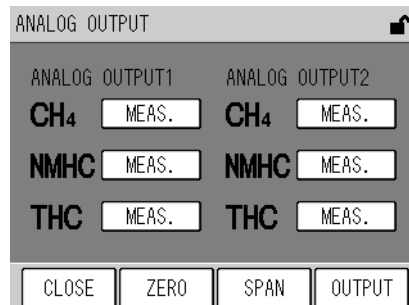 ANALOG OUTPUT
ANALOG OUTPUT1 ANALOG OUTPUT2
CH₄ MEAS. CH₄ MEAS.
NMHC MEAS. NMHC MEAS.
THC MEAS. THC MEAS.
CLOSE ZERO SPAN OUTPUT